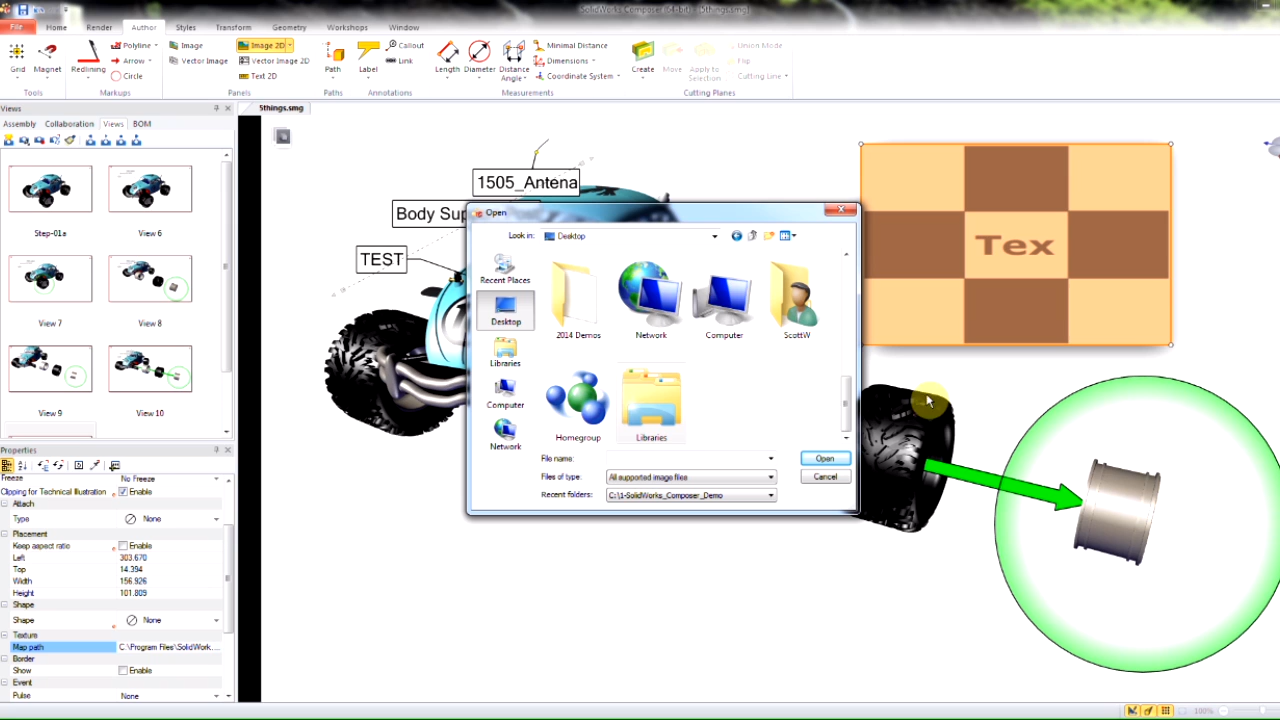 SolidWorks Composer (64-bit) - [5things.smg]
File Home Render Author Styles Transform Geometry Workshops Window
Polyline Image Image 2D Callout Minimal Distance Union Mode
Arrow Vector Image Vector Image 2D Link Dimensions Flip
Grid Magnet Redlining Circle Text 2D Path Label Length Diameter Distance Angle Coordinate System Create Move Apply to Selection Cutting Line
Tools Markups Panels Paths Annotations Measurements Cutting Planes
Views
5things.smg
Assembly Collaboration Views BOM
Step-01a View 6
View 7 View 8
View 9 View 10
1505_Antena
Body Su
TEST
Tex
Open
Look in: Desktop
Recent Places
Desktop
Libraries
Computer
Network
2014 Demos Network Computer ScottW
Homegroup Libraries
File name: Open
Files of type: All supported image files Cancel
Recent folders: C:\1-SolidWorks_Composer_Demo
Properties
Freeze No Freeze
Clipping for Technical Illustration Enable
Attach
Type None
Placement
Keep aspect ratio Enable
Left 303.670
Top 14.394
Width 156.926
Height 101.809
Shape
Shape None
Texture
Map path C:\Program Files\SolidWork...
Border
Show Enable
Event
Pulse None
100%